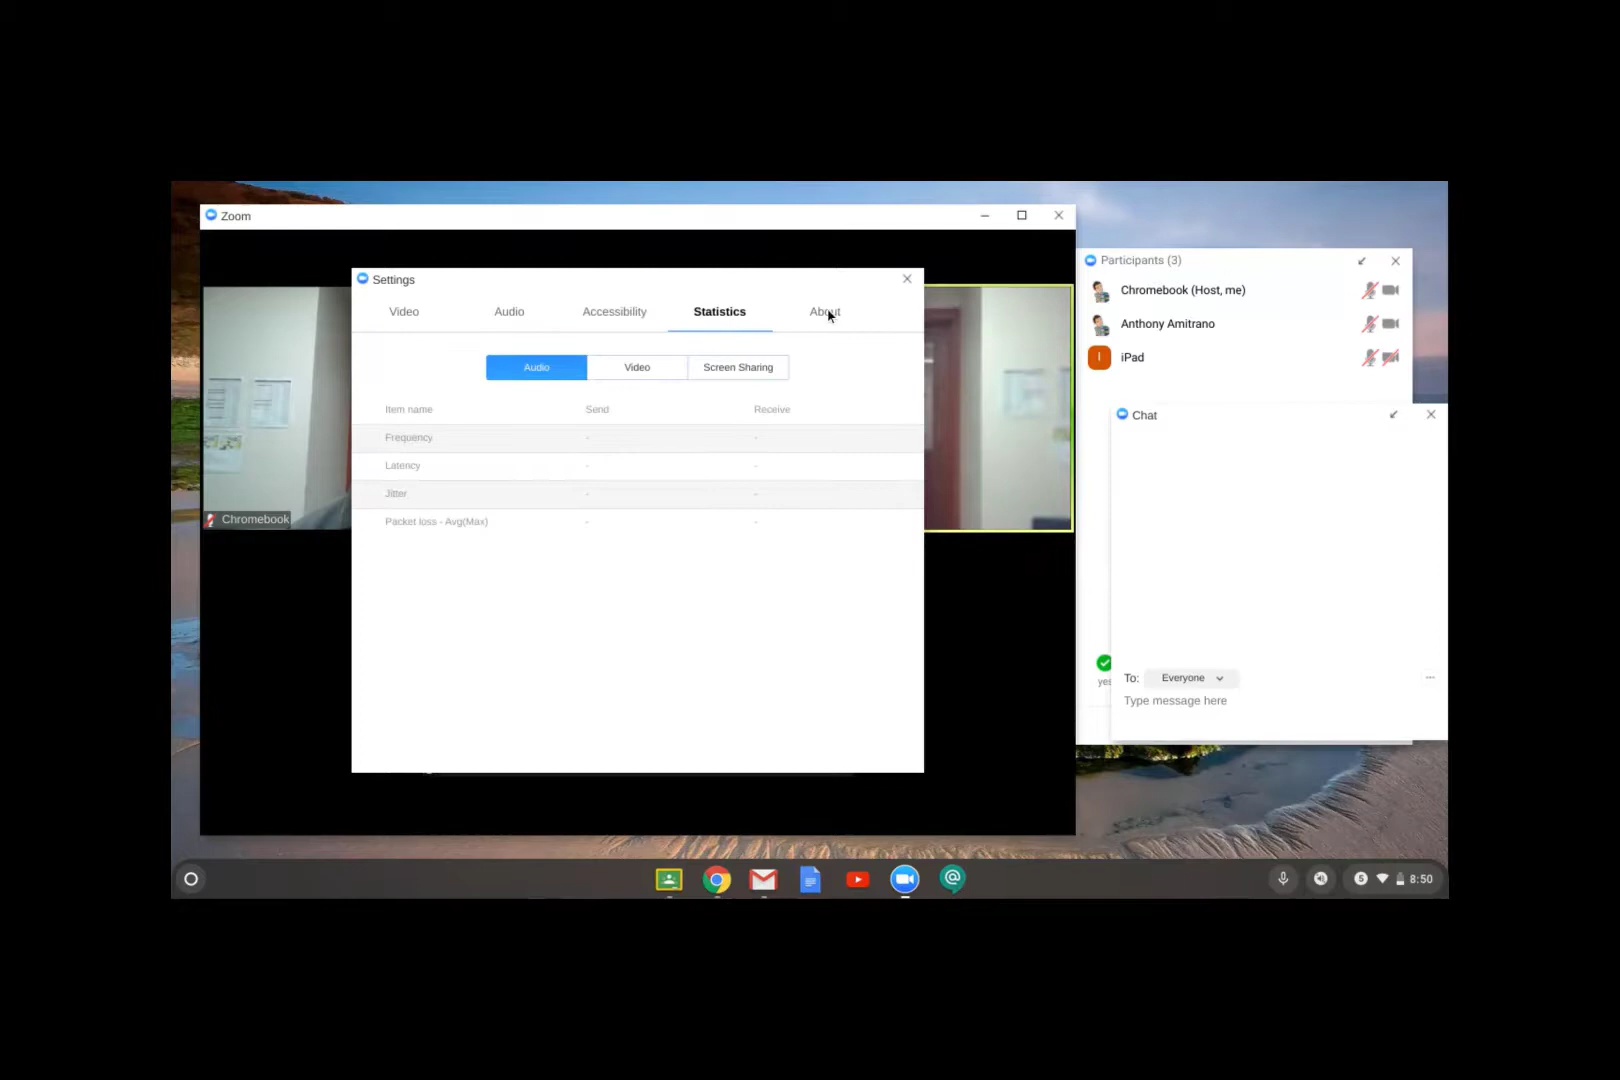 Zoom
Settings
Video Audio Accessibility Statistics About
Audio Video Screen Sharing
Item name Send Receive
Frequency - -
Latency - -
Jitter - -
Packet loss - Avg(Max) - -
Chromebook
Participants (3)
Chromebook (Host, me)
Anthony Amitrano
I iPad
Chat
yes
To: Everyone
Type message here
5 8:50